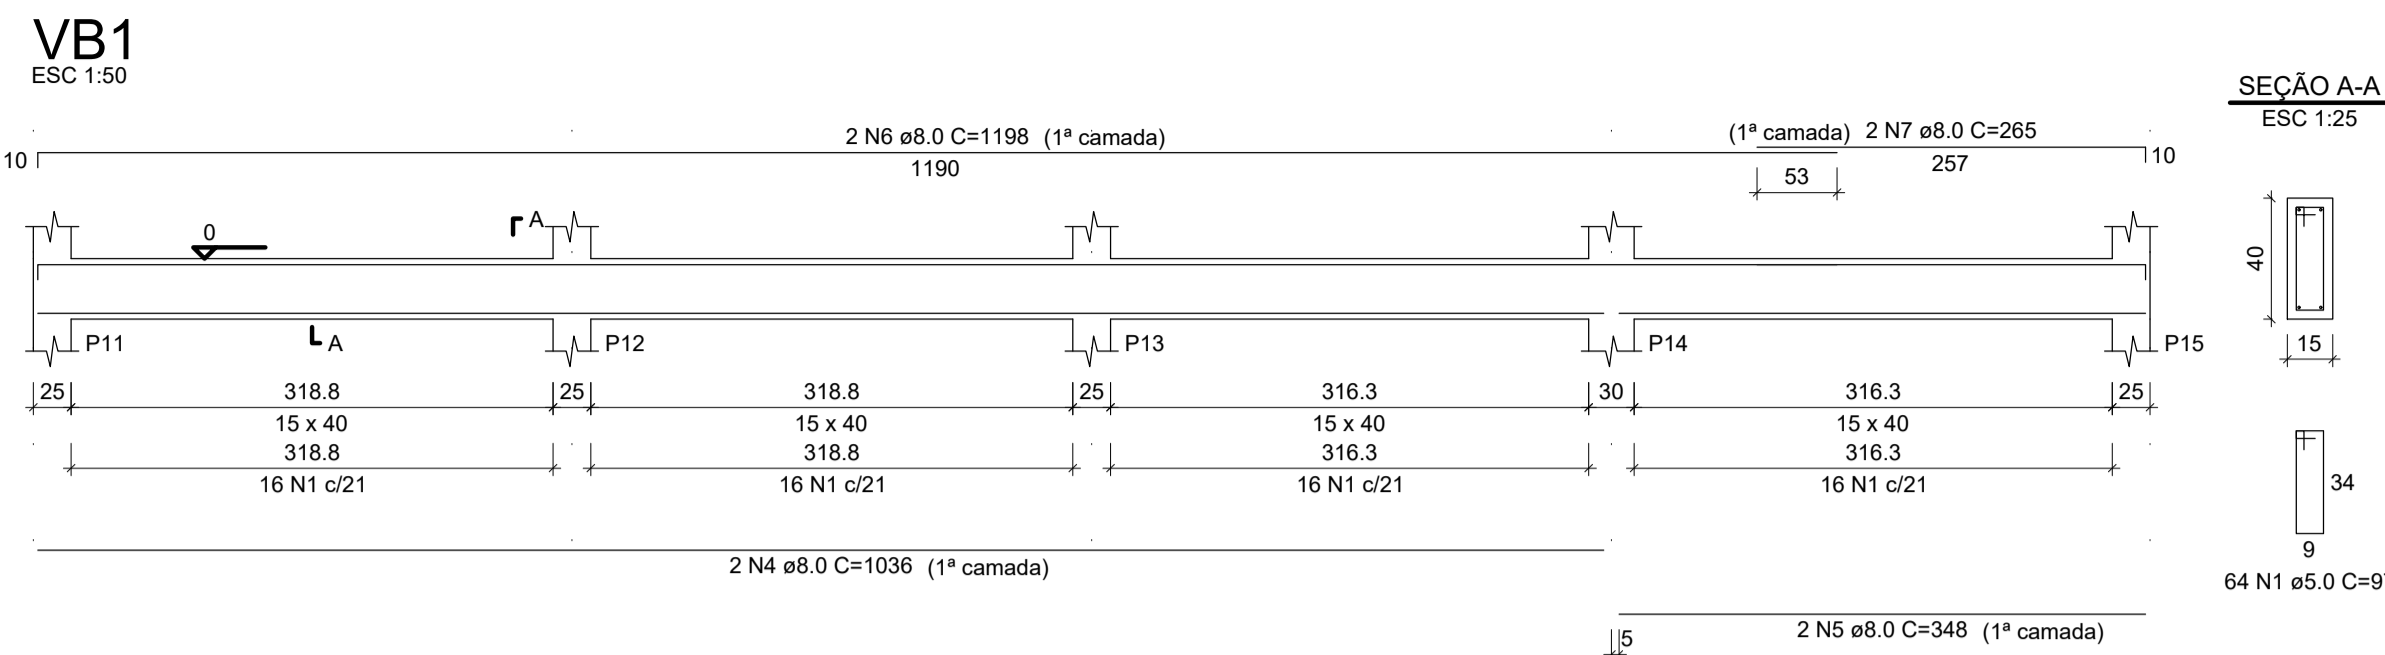 VB1
ESC 1:50
SEÇÃO A-A
ESC 1:25
2 N6 ø8.0 C=1198 (1ª camada)
(1ª camada) 2 N7 ø8.0 C=265
10
1190
257
10
53
A
0
40
A
P11
P12
P13
P14
P15
15
25
318.8
25
318.8
25
316.3
30
316.3
25
15 x 40
15 x 40
15 x 40
15 x 40
318.8
318.8
316.3
316.3
16 N1 c/21
16 N1 c/21
16 N1 c/21
16 N1 c/21
34
9
2 N4 ø8.0 C=1036 (1ª camada)
64 N1 ø5.0
2 N5 ø8.0 C=348 (1ª camada)
5